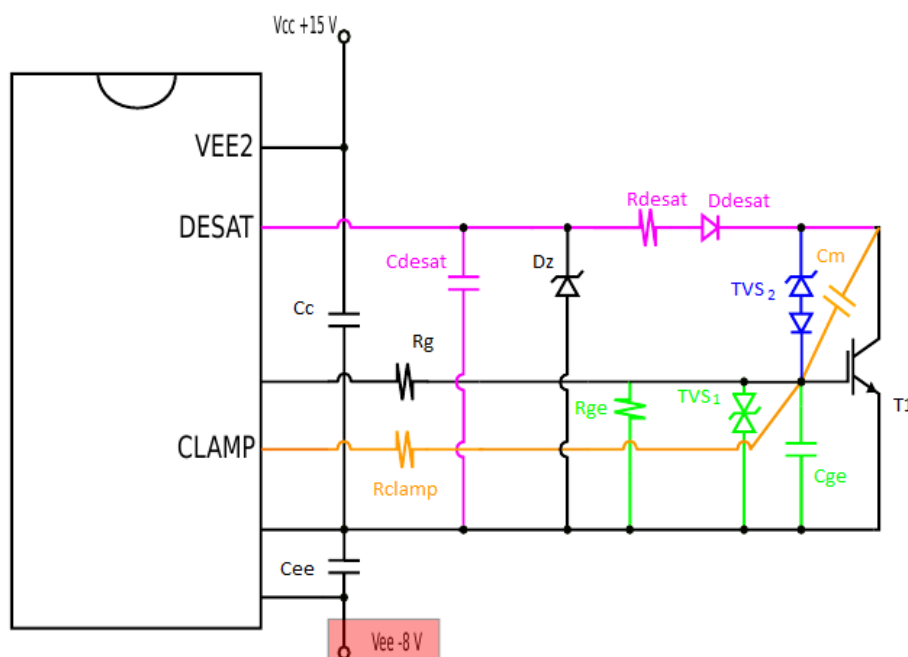 Vcc +15 V
VEE2
DESAT
Rdesat
Ddesat
Cdesat
Dz
Cm
TVS 2
Cc
Rg
Rge
TVS1
T1
CLAMP
Rclamp
Cge
Cee
Vee -8 V